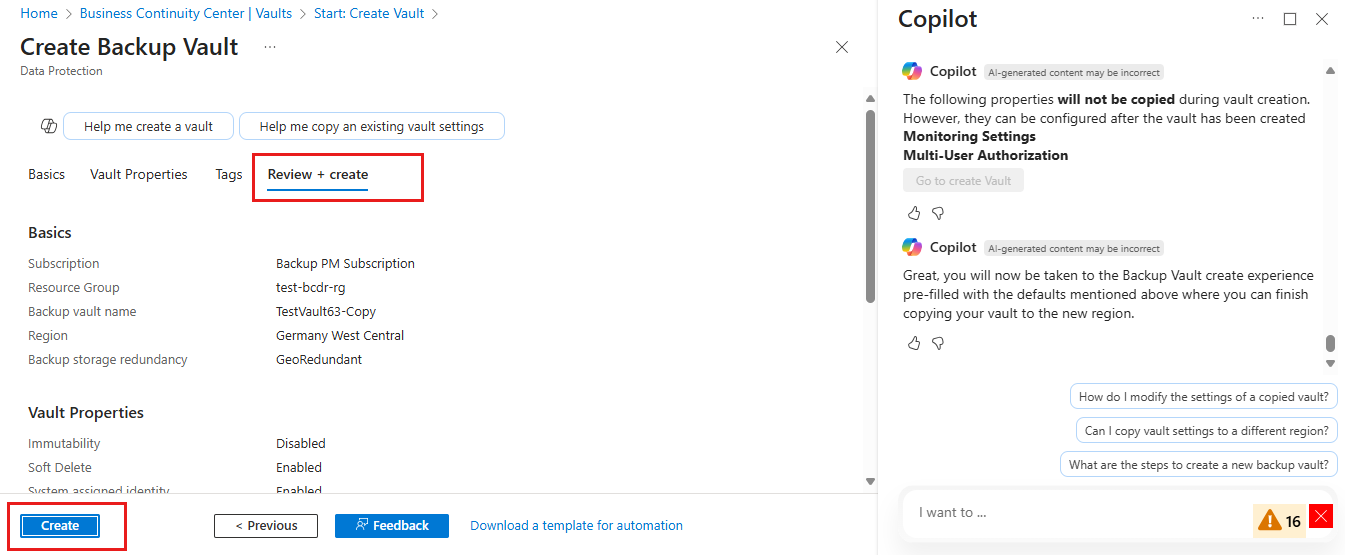 Home > Business Continuity Center | Vaults > Start: Create Vault >
Create Backup Vault ...
Data Protection
Help me create a vault
Help me copy an existing vault settings
Basics Vault Properties Tags Review + create
Basics
Subscription Backup PM Subscription
Resource Group test-bcdr-rg
Backup vault name TestVault63-Copy
Region Germany West Central
Backup storage redundancy GeoRedundant
Vault Properties
Immutability Disabled
Soft Delete Enabled
System assigned identity Enabled
Create < Previous Feedback Download a template for automation
Copilot ...
Copilot AI-generated content may be incorrect
The following properties will not be copied during vault creation.
However, they can be configured after the vault has been created
Monitoring Settings
Multi-User Authorization
Go to create Vault
Copilot AI-generated content may be incorrect
Great, you will now be taken to the Backup Vault create experience
pre-filled with the defaults mentioned above where you can finish
copying your vault to the new region.
How do I modify the settings of a copied vault?
Can I copy vault settings to a different region?
What are the steps to create a new backup vault?
I want to ...
16